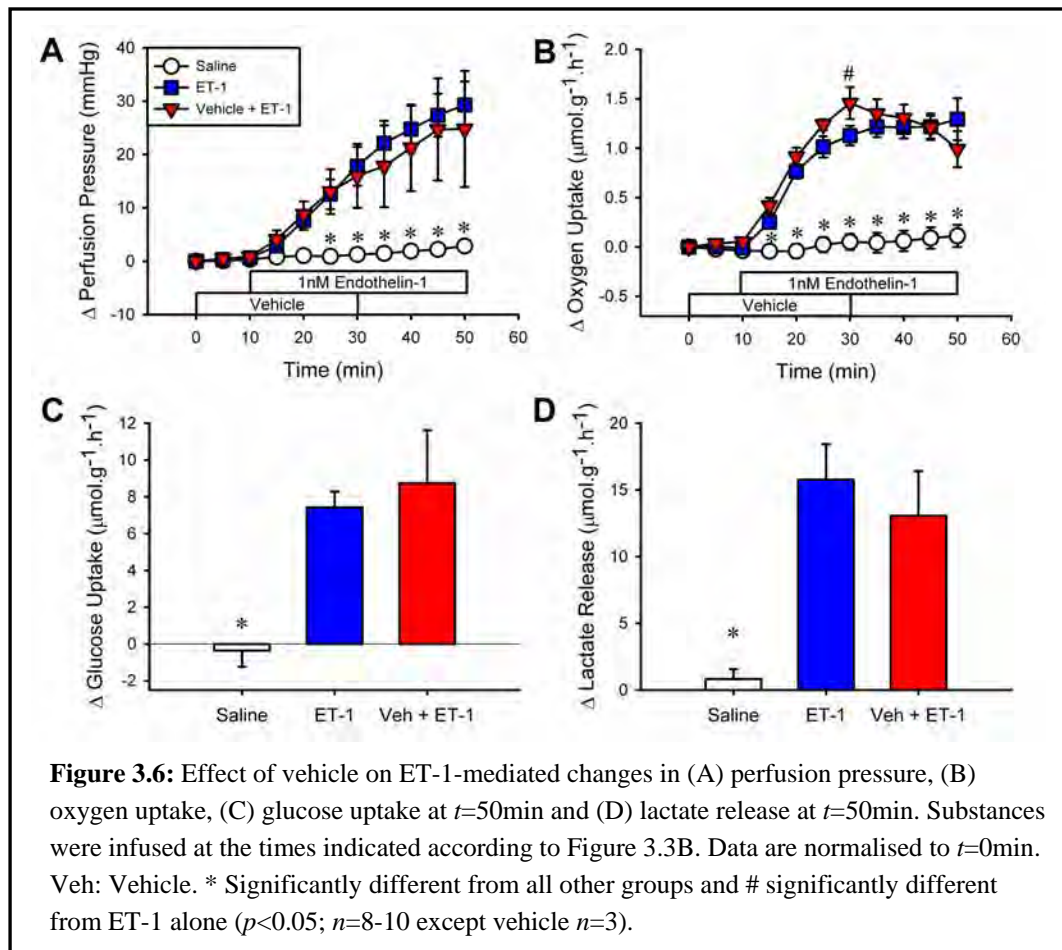 A
Saline
ET-1
Vehicle + ET-1
Δ Perfusion Pressure (mmHg)
40
30
20
10
0
-10
* * * * * *
1nM Endothelin-1
Vehicle
0 10 20 30 40 50 60
Time (min)
B
Δ Oxygen Uptake (μmol.g⁻¹.h⁻¹)
2.0
1.5
1.0
0.5
0.0
-0.5
#
* * * * * * * *
1nM Endothelin-1
Vehicle
0 10 20 30 40 50 60
Time (min)
C
Δ Glucose Uptake (μmol.g⁻¹.h⁻¹)
12
10
8
6
4
2
0
-2
*
Saline ET-1 Veh + ET-1
D
Δ Lactate Release (μmol.g⁻¹.h⁻¹)
20
15
10
5
0
*
Saline ET-1 Veh + ET-1
Figure 3.6: Effect of vehicle on ET-1-mediated changes in (A) perfusion pressure, (B)
oxygen uptake, (C) glucose uptake at t=50min and (D) lactate release at t=50min. Substances
were infused at the times indicated according to Figure 3.3B. Data are normalised to t=0min.
Veh: Vehicle. * Significantly different from all other groups and # significantly different
from ET-1 alone (p<0.05; n=8-10 except vehicle n=3).